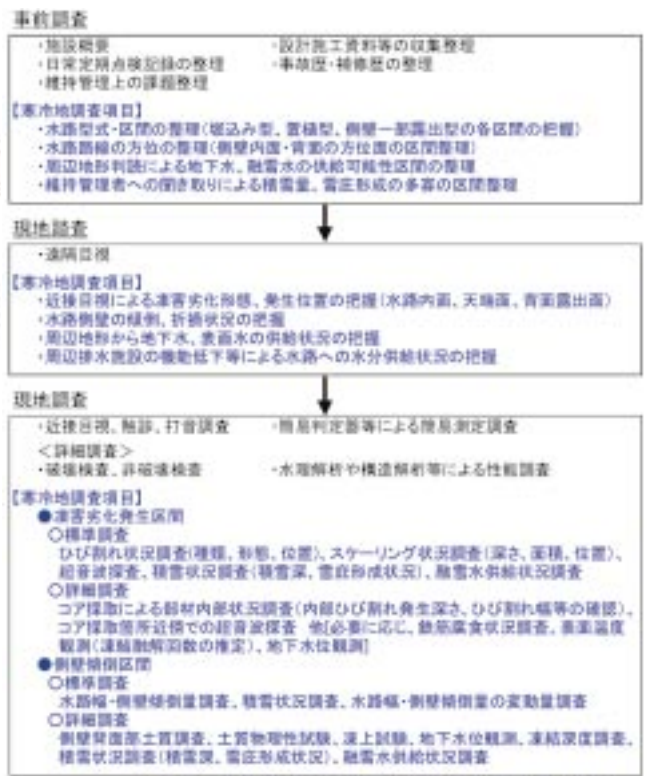 事前調査
・施設概要 ・設計施工資料等の収集整理
・日常定期点検記録の整理 ・事故歴・補修歴の整理
・維持管理上の課題整理
【寒冷地調査項目】
・水路型式・区間の整理(堀込み型、置換型、側壁一部露出型の各区間の把握)
・水路路線の方位の整理(側壁内面・背面の方位面の区間整理)
・周辺地形判読による地下水、融雪水の供給可能性区間の整理
・維持管理者への聞き取りによる積雪量、雪庇形成の多寡の区間整理
現地踏査
・遠隔目視
【寒冷地調査項目】
・近接目視による凍害劣化形態、発生位置の把握(水路内面、天端面、背面露出面)
・水路側壁の傾倒、折損状況の把握
・周辺地形から地下水、表面水の供給状況の把握
・周辺排水施設の機能低下等による水路への水分供給状況の把握
現地調査
・近接目視、触診、打音調査 ・簡易判定器等による簡易測定調査
<詳細調査>
・破壊検査、非破壊検査 ・水理解析や構造解析等による性能調査
【寒冷地調査項目】
●凍害劣化発生区間
○標準調査
ひび割れ状況調査(種類、形態、位置)、スケーリング状況調査(深さ、面積、位置)、
超音波探査、積雪状況調査(積雪深、雪庇形成状況)、融雪水供給状況調査
○詳細調査
コア採取による部材内部状況調査(内部ひび割れ発生深さ、ひび割れ幅等の確認)、
コア採取箇所近傍での超音波探査 他[必要に応じ、鉄筋腐食状況調査、表面温度
観測(凍結融解回数の推定)、地下水位観測]
●側壁傾倒区間
○標準調査
水路幅・側壁傾倒量調査、積雪状況調査、水路幅・側壁傾倒量の変動量調査
○詳細調査
側壁背面部土質調査、土質物理性試験、凍上試験、地下水位観測、凍結深度調査、
積雪状況調査(積雪深、雪庇形成状況)、融雪水供給状況調査